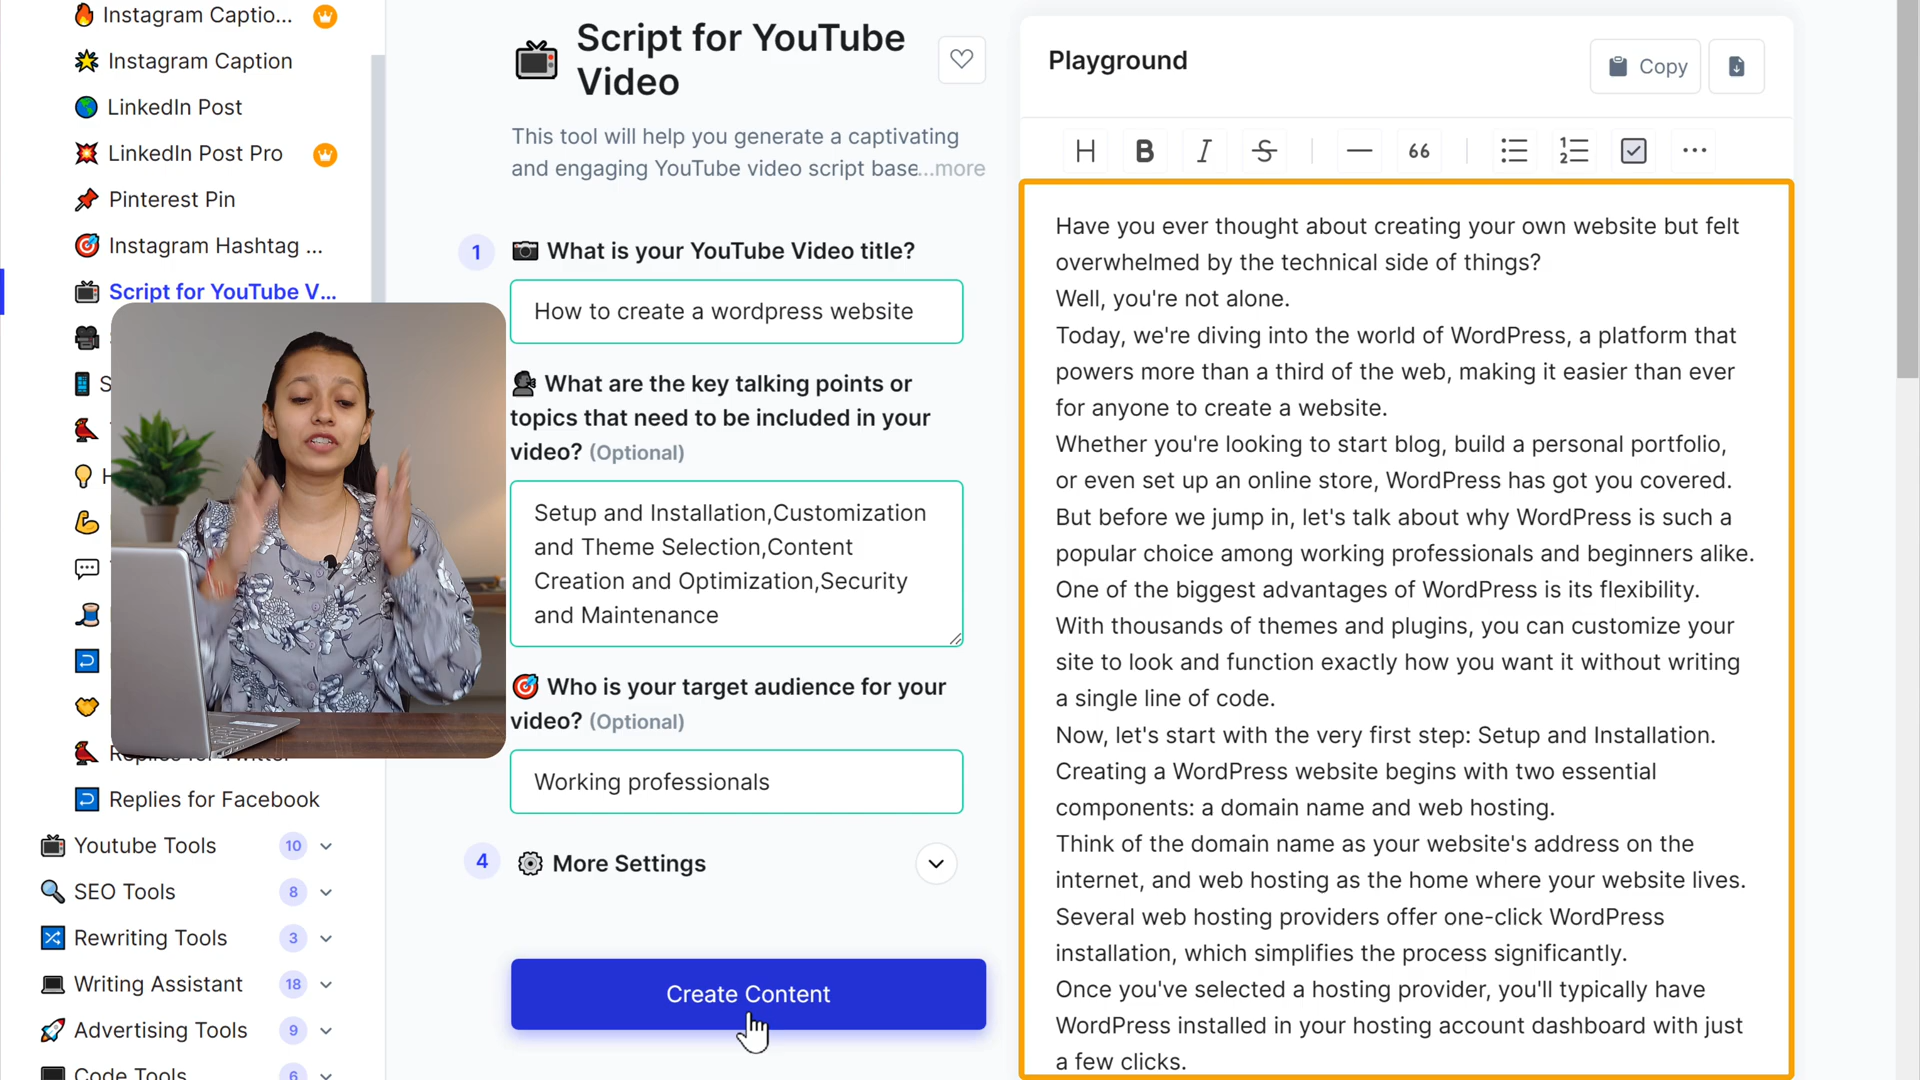 Instagram Captio...
Instagram Caption
LinkedIn Post
LinkedIn Post Pro
Pinterest Pin
Instagram Hashtag ...
Script for YouTube V...
S
H
Replies for Twitter
Replies for Facebook
Youtube Tools 10
SEO Tools 8
Rewriting Tools 3
Writing Assistant 18
Advertising Tools 9
Code Tools 6
Script for YouTube
Video
This tool will help you generate a captivating
and engaging YouTube video script base...more
1 What is your YouTube Video title?
How to create a wordpress website
What are the key talking points or
topics that need to be included in your
video? (Optional)
Setup and Installation,Customization
and Theme Selection,Content
Creation and Optimization,Security
and Maintenance
Who is your target audience for your
video? (Optional)
Working professionals
4 More Settings
Create Content
Playground
Copy
H B I S — 66 ...
Have you ever thought about creating your own website but felt
overwhelmed by the technical side of things?
Well, you're not alone.
Today, we're diving into the world of WordPress, a platform that
powers more than a third of the web, making it easier than ever
for anyone to create a website.
Whether you're looking to start blog, build a personal portfolio,
or even set up an online store, WordPress has got you covered.
But before we jump in, let's talk about why WordPress is such a
popular choice among working professionals and beginners alike.
One of the biggest advantages of WordPress is its flexibility.
With thousands of themes and plugins, you can customize your
site to look and function exactly how you want it without writing
a single line of code.
Now, let's start with the very first step: Setup and Installation.
Creating a WordPress website begins with two essential
components: a domain name and web hosting.
Think of the domain name as your website's address on the
internet, and web hosting as the home where your website lives.
Several web hosting providers offer one-click WordPress
installation, which simplifies the process significantly.
Once you've selected a hosting provider, you'll typically have
WordPress installed in your hosting account dashboard with just
a few clicks.